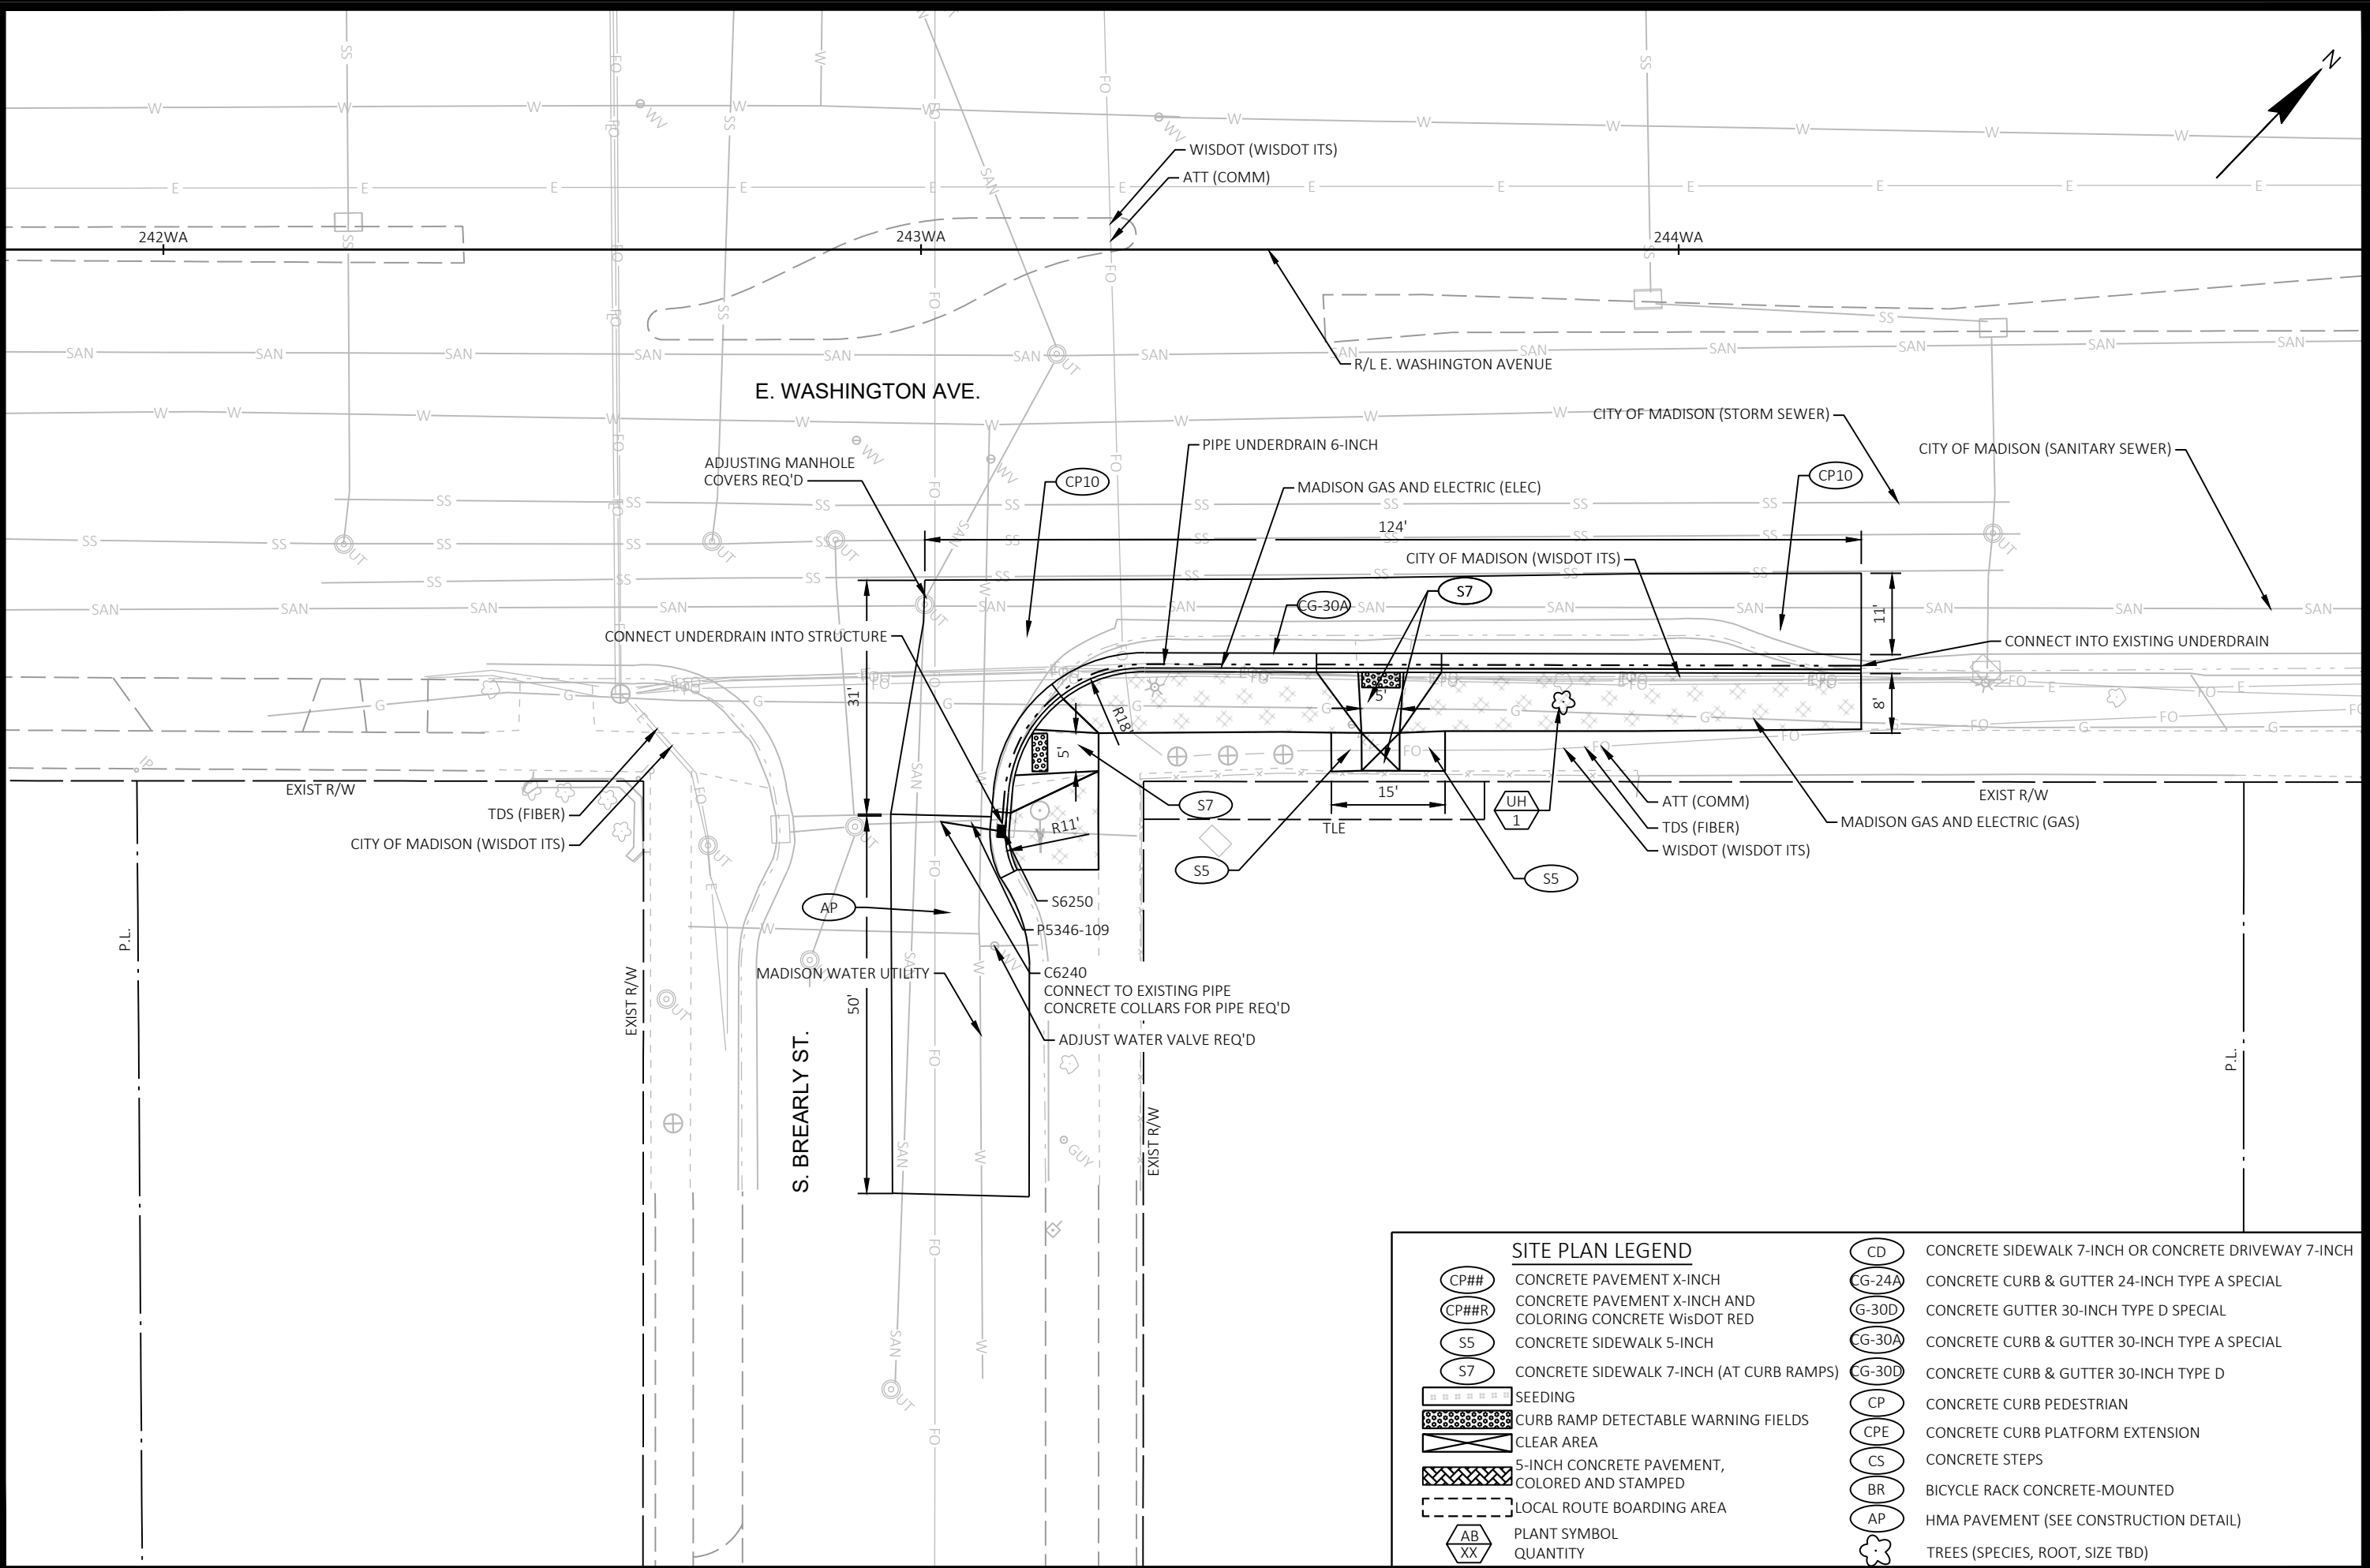 N
WISDOT (WISDOT ITS)
ATT (COMM)
242WA
243WA
244WA
R/L E. WASHINGTON AVENUE
E. WASHINGTON AVE.
CITY OF MADISON (STORM SEWER)
CITY OF MADISON (SANITARY SEWER)
PIPE UNDERDRAIN 6-INCH
ADJUSTING MANHOLE
COVERS REQ'D
CP10
MADISON GAS AND ELECTRIC (ELEC)
CP10
124'
CITY OF MADISON (WISDOT ITS)
S7
CG-30A
11'
CONNECT UNDERDRAIN INTO STRUCTURE
CONNECT INTO EXISTING UNDERDRAIN
31'
R18'
5'
8'
5'
EXIST R/W
S7
15'
TLE
UH
1
ATT (COMM)
TDS (FIBER)
WISDOT (WISDOT ITS)
EXIST R/W
MADISON GAS AND ELECTRIC (GAS)
TDS (FIBER)
CITY OF MADISON (WISDOT ITS)
R11'
S5
S5
AP
S6250
P5346-109
P.L.
EXIST R/W
MADISON WATER UTILITY
50'
C6240
CONNECT TO EXISTING PIPE
CONCRETE COLLARS FOR PIPE REQ'D
ADJUST WATER VALVE REQ'D
S. BREARLY ST.
EXIST R/W
GUY
P.L.
SITE PLAN LEGEND
CP## CONCRETE PAVEMENT X-INCH
CP##R CONCRETE PAVEMENT X-INCH AND
COLORING CONCRETE WisDOT RED
S5 CONCRETE SIDEWALK 5-INCH
S7 CONCRETE SIDEWALK 7-INCH (AT CURB RAMPS)
SEEDING
CURB RAMP DETECTABLE WARNING FIELDS
CLEAR AREA
5-INCH CONCRETE PAVEMENT,
COLORED AND STAMPED
LOCAL ROUTE BOARDING AREA
AB
XX
PLANT SYMBOL
QUANTITY
CD CONCRETE SIDEWALK 7-INCH OR CONCRETE DRIVEWAY 7-INCH
CG-24A CONCRETE CURB & GUTTER 24-INCH TYPE A SPECIAL
G-30D CONCRETE GUTTER 30-INCH TYPE D SPECIAL
CG-30A CONCRETE CURB & GUTTER 30-INCH TYPE A SPECIAL
CG-30D CONCRETE CURB & GUTTER 30-INCH TYPE D
CP CONCRETE CURB PEDESTRIAN
CPE CONCRETE CURB PLATFORM EXTENSION
CS CONCRETE STEPS
BR BICYCLE RACK CONCRETE-MOUNTED
AP HMA PAVEMENT (SEE CONSTRUCTION DETAIL)
TREES (SPECIES, ROOT, SIZE TBD)